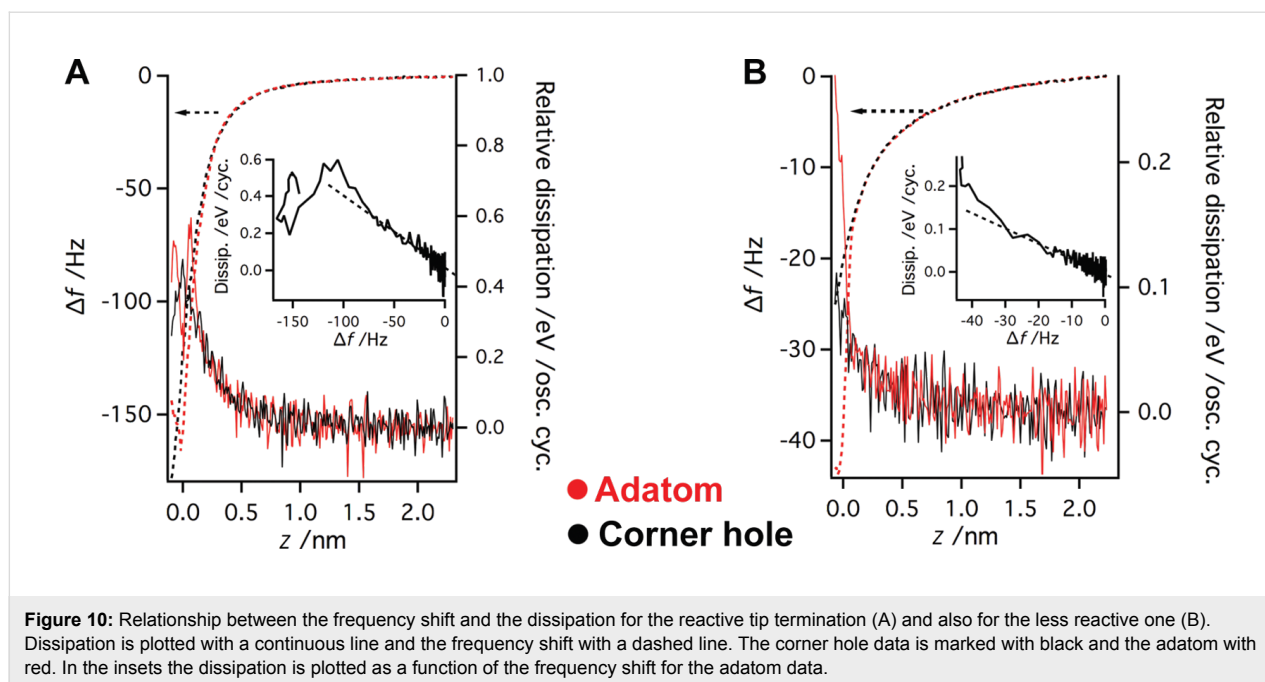 A
0
-50
-100
-150
Δf /Hz
1.0
0.8
0.6
0.4
0.2
0.0
Relative dissipation /eV /osc. cyc.
0.0 0.5 1.0 1.5 2.0
z /nm
0.6
0.4
0.2
0.0
Dissip. /eV /cyc.
-150 -100 -50 0
Δf /Hz
B
0
-10
-20
-30
-40
Δf /Hz
0.2
0.1
0.0
Relative dissipation /eV /osc. cyc.
0.0 0.5 1.0 1.5 2.0
z /nm
0.2
0.1
0.0
Dissip. /eV /cyc.
-40 -30 -20 -10 0
Δf /Hz
Adatom
Corner hole
Figure 10: Relationship between the frequency shift and the dissipation for the reactive tip termination (A) and also for the less reactive one (B).
Dissipation is plotted with a continuous line and the frequency shift with a dashed line. The corner hole data is marked with black and the adatom with
red. In the insets the dissipation is plotted as a function of the frequency shift for the adatom data.